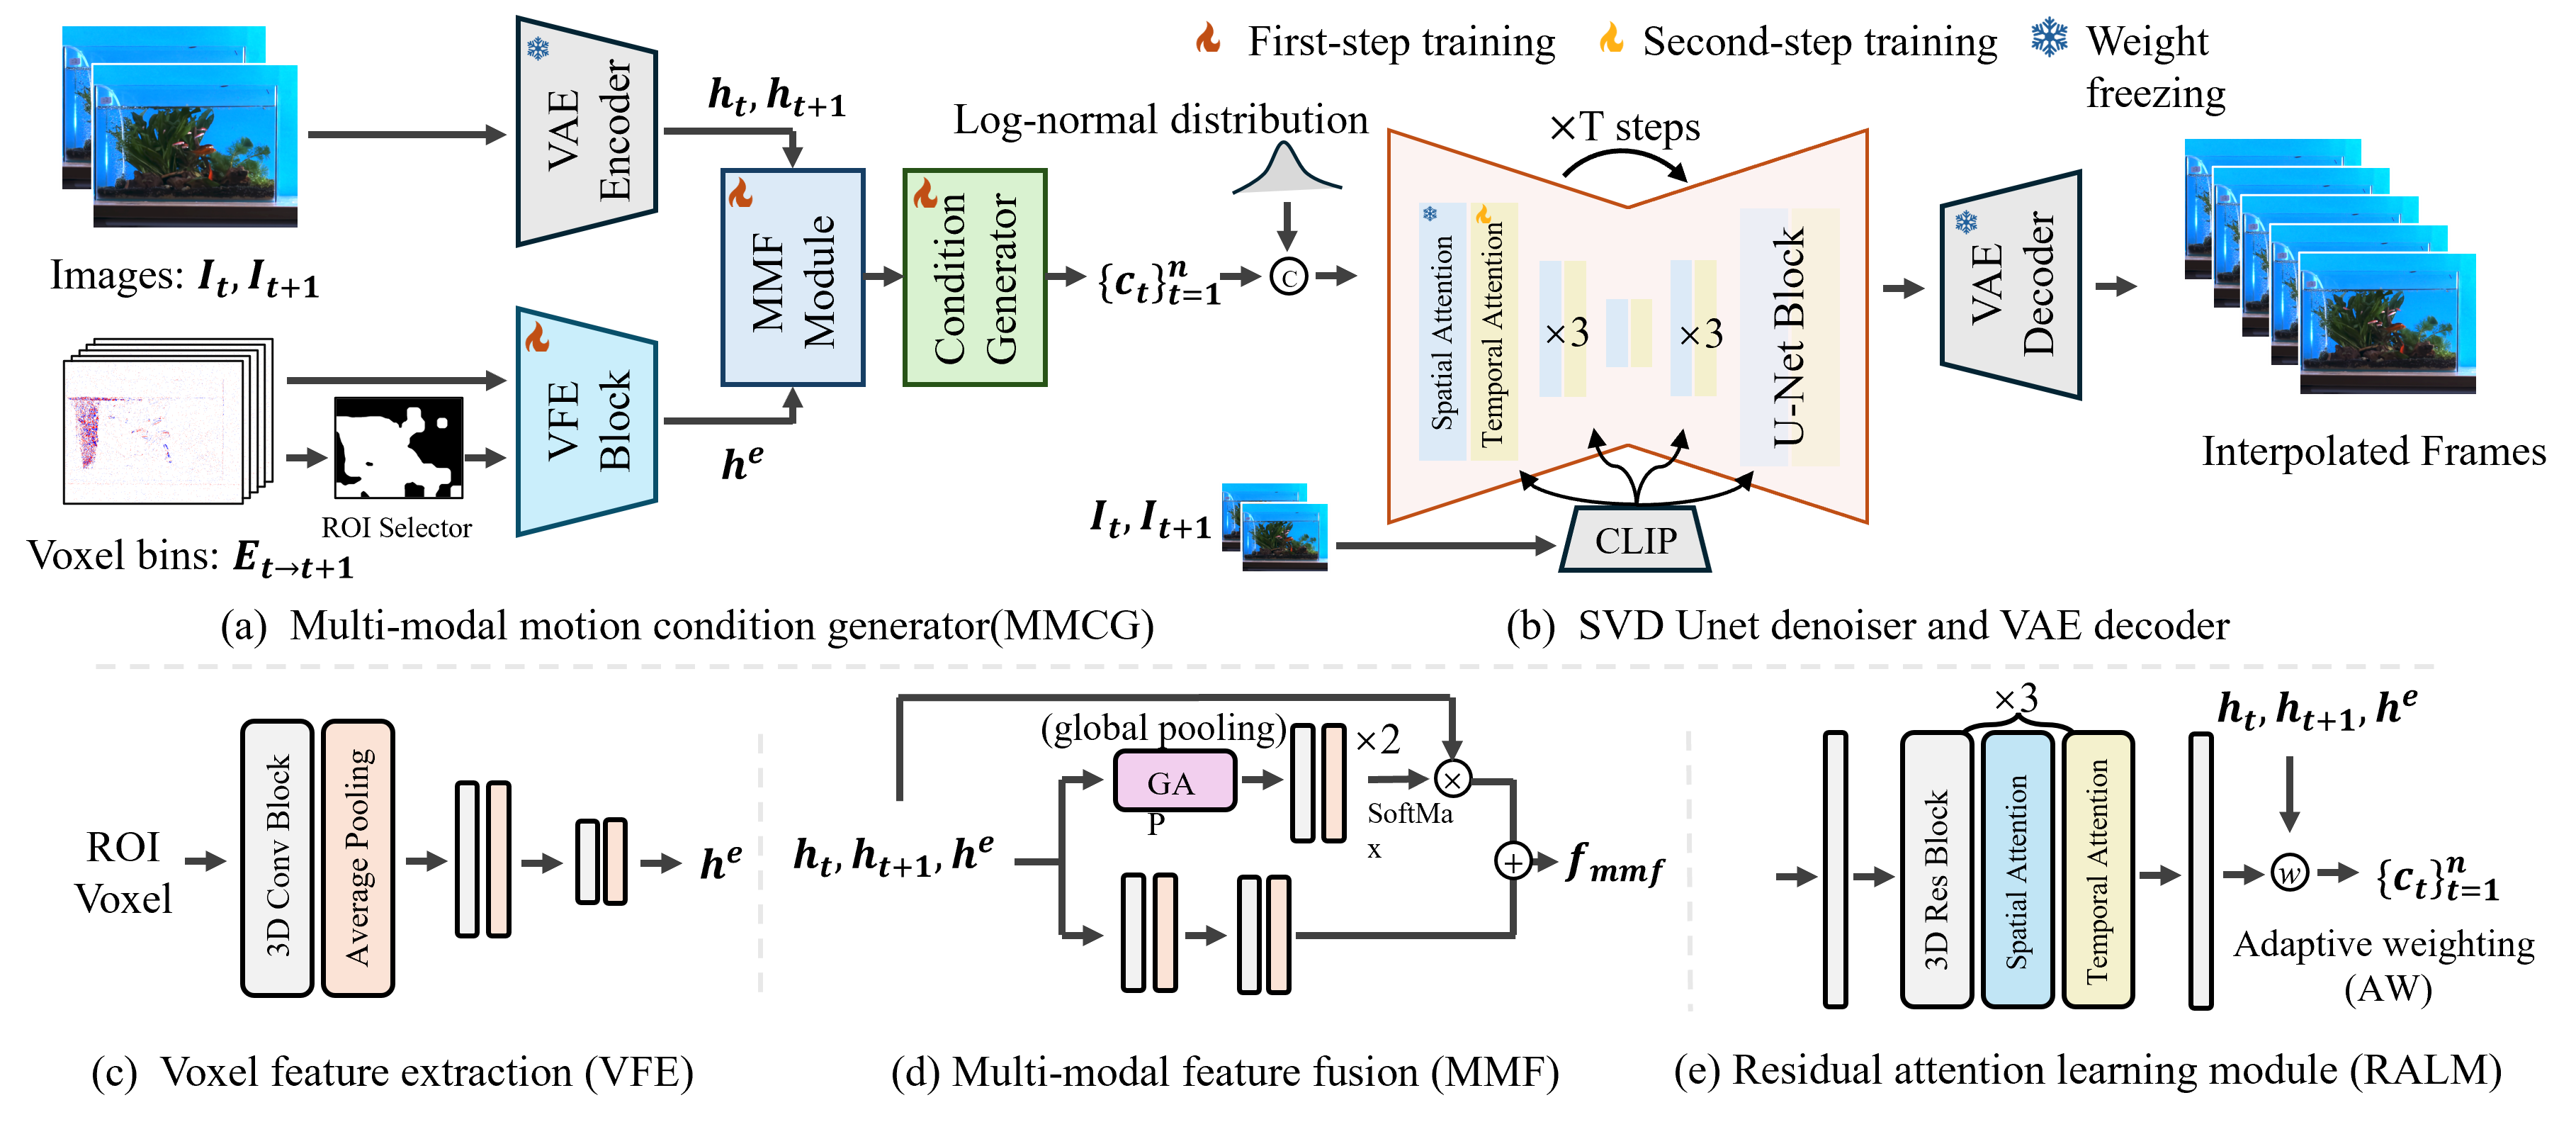 First-step training
Second-step training
Weight
freezing
VAE
Encoder
h_t, h_{t+1}
Log-normal distribution
×T steps
Images: I_t, I_{t+1}
MMF
Module
Condition
Generator
{c_t}^n_{t=1}
C
Spatial Attention
Temporal Attention
×3
×3
U-Net Block
VAE
Decoder
VFE
Block
h^e
ROI Selector
Voxel bins: E_{t→t+1}
I_t, I_{t+1}
CLIP
Interpolated Frames
(a) Multi-modal motion condition generator(MMCG)
(b) SVD Unet denoiser and VAE decoder
ROI
Voxel
3D Conv Block
Average Pooling
h^e
(global pooling)
GA
P
×2
SoftMa
x
×
h_t, h_{t+1}, h^e
+
f_{mmf}
×3
3D Res Block
Spatial Attention
Temporal Attention
h_t, h_{t+1}, h^e
w
{c_t}^n_{t=1}
Adaptive weighting
(AW)
(c) Voxel feature extraction (VFE)
(d) Multi-modal feature fusion (MMF)
(e) Residual attention learning module (RALM)